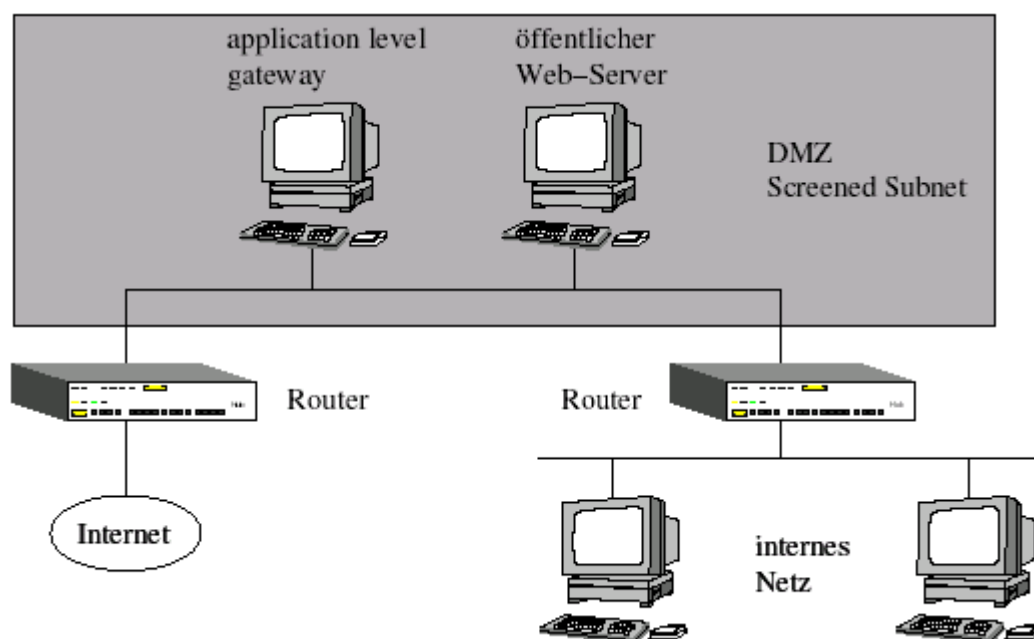 application level
gateway
öffentlicher
Web–Server
DMZ
Screened Subnet
Router
Router
Internet
internes
Netz